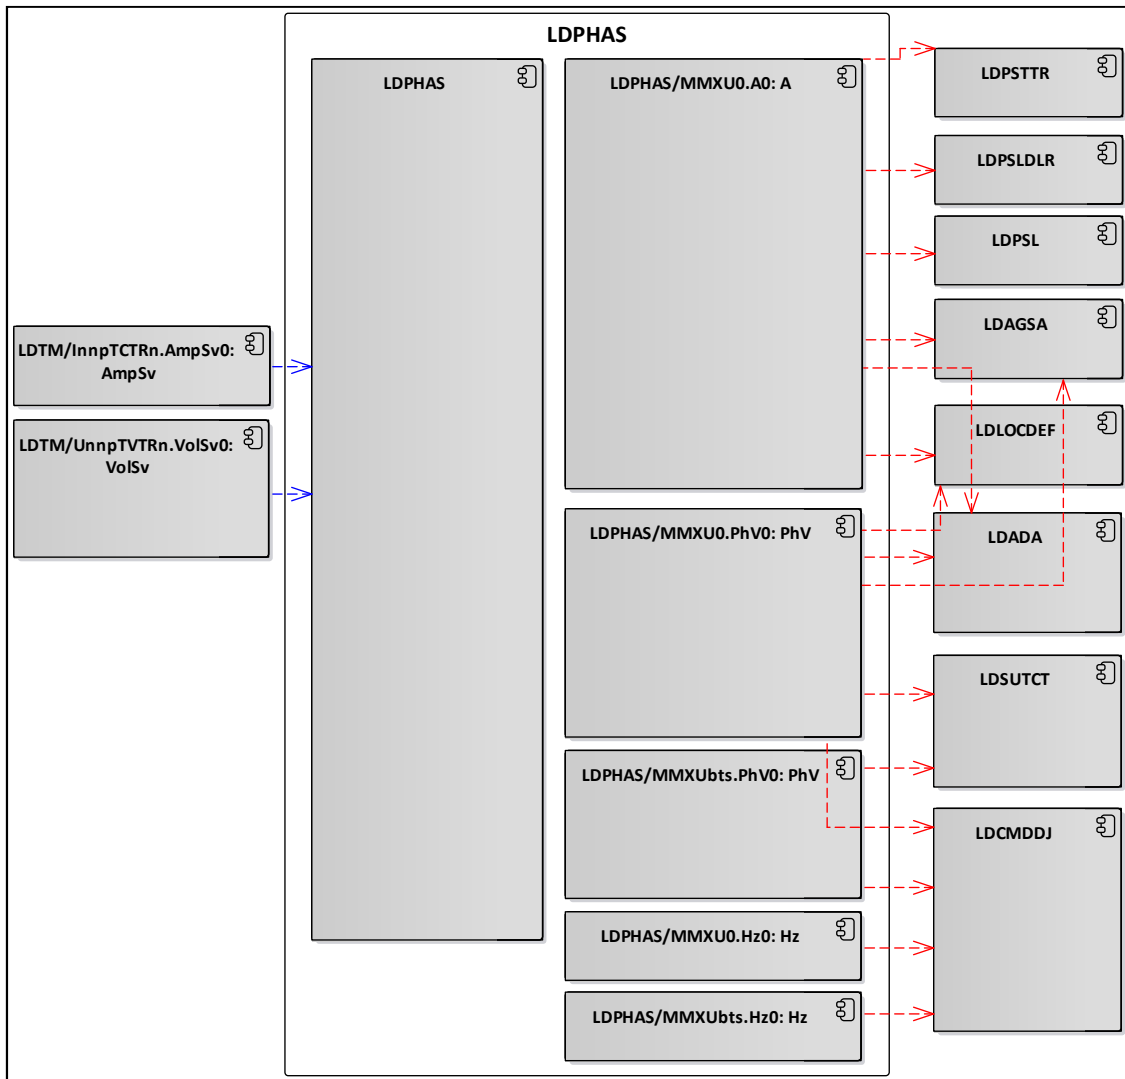 LDPHAS
LDPHAS
LDPHAS/MMXU0.A0: A
LDPSTTR
LDPSLDLR
LDPSL
LDTM/InnpTCTRn.AmpSv0:
AmpSv
LDAGSA
LDTM/UnnpTVTRn.VolSv0:
VolSv
LDLOCDEF
LDPHAS/MMXU0.PhV0: PhV
LDADA
LDSUTCT
LDPHAS/MMXUbts.PhV0: PhV
LDCMDDJ
LDPHAS/MMXU0.Hz0: Hz
LDPHAS/MMXUbts.Hz0: Hz